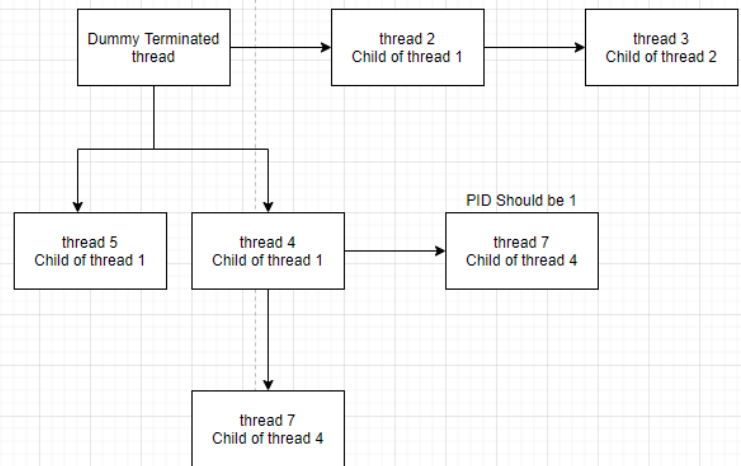 Dummy Terminated
thread
thread 2
Child of thread 1
thread 3
Child of thread 2
PID Should be 1
thread 5
Child of thread 1
thread 4
Child of thread 1
thread 7
Child of thread 4
thread 7
Child of thread 4